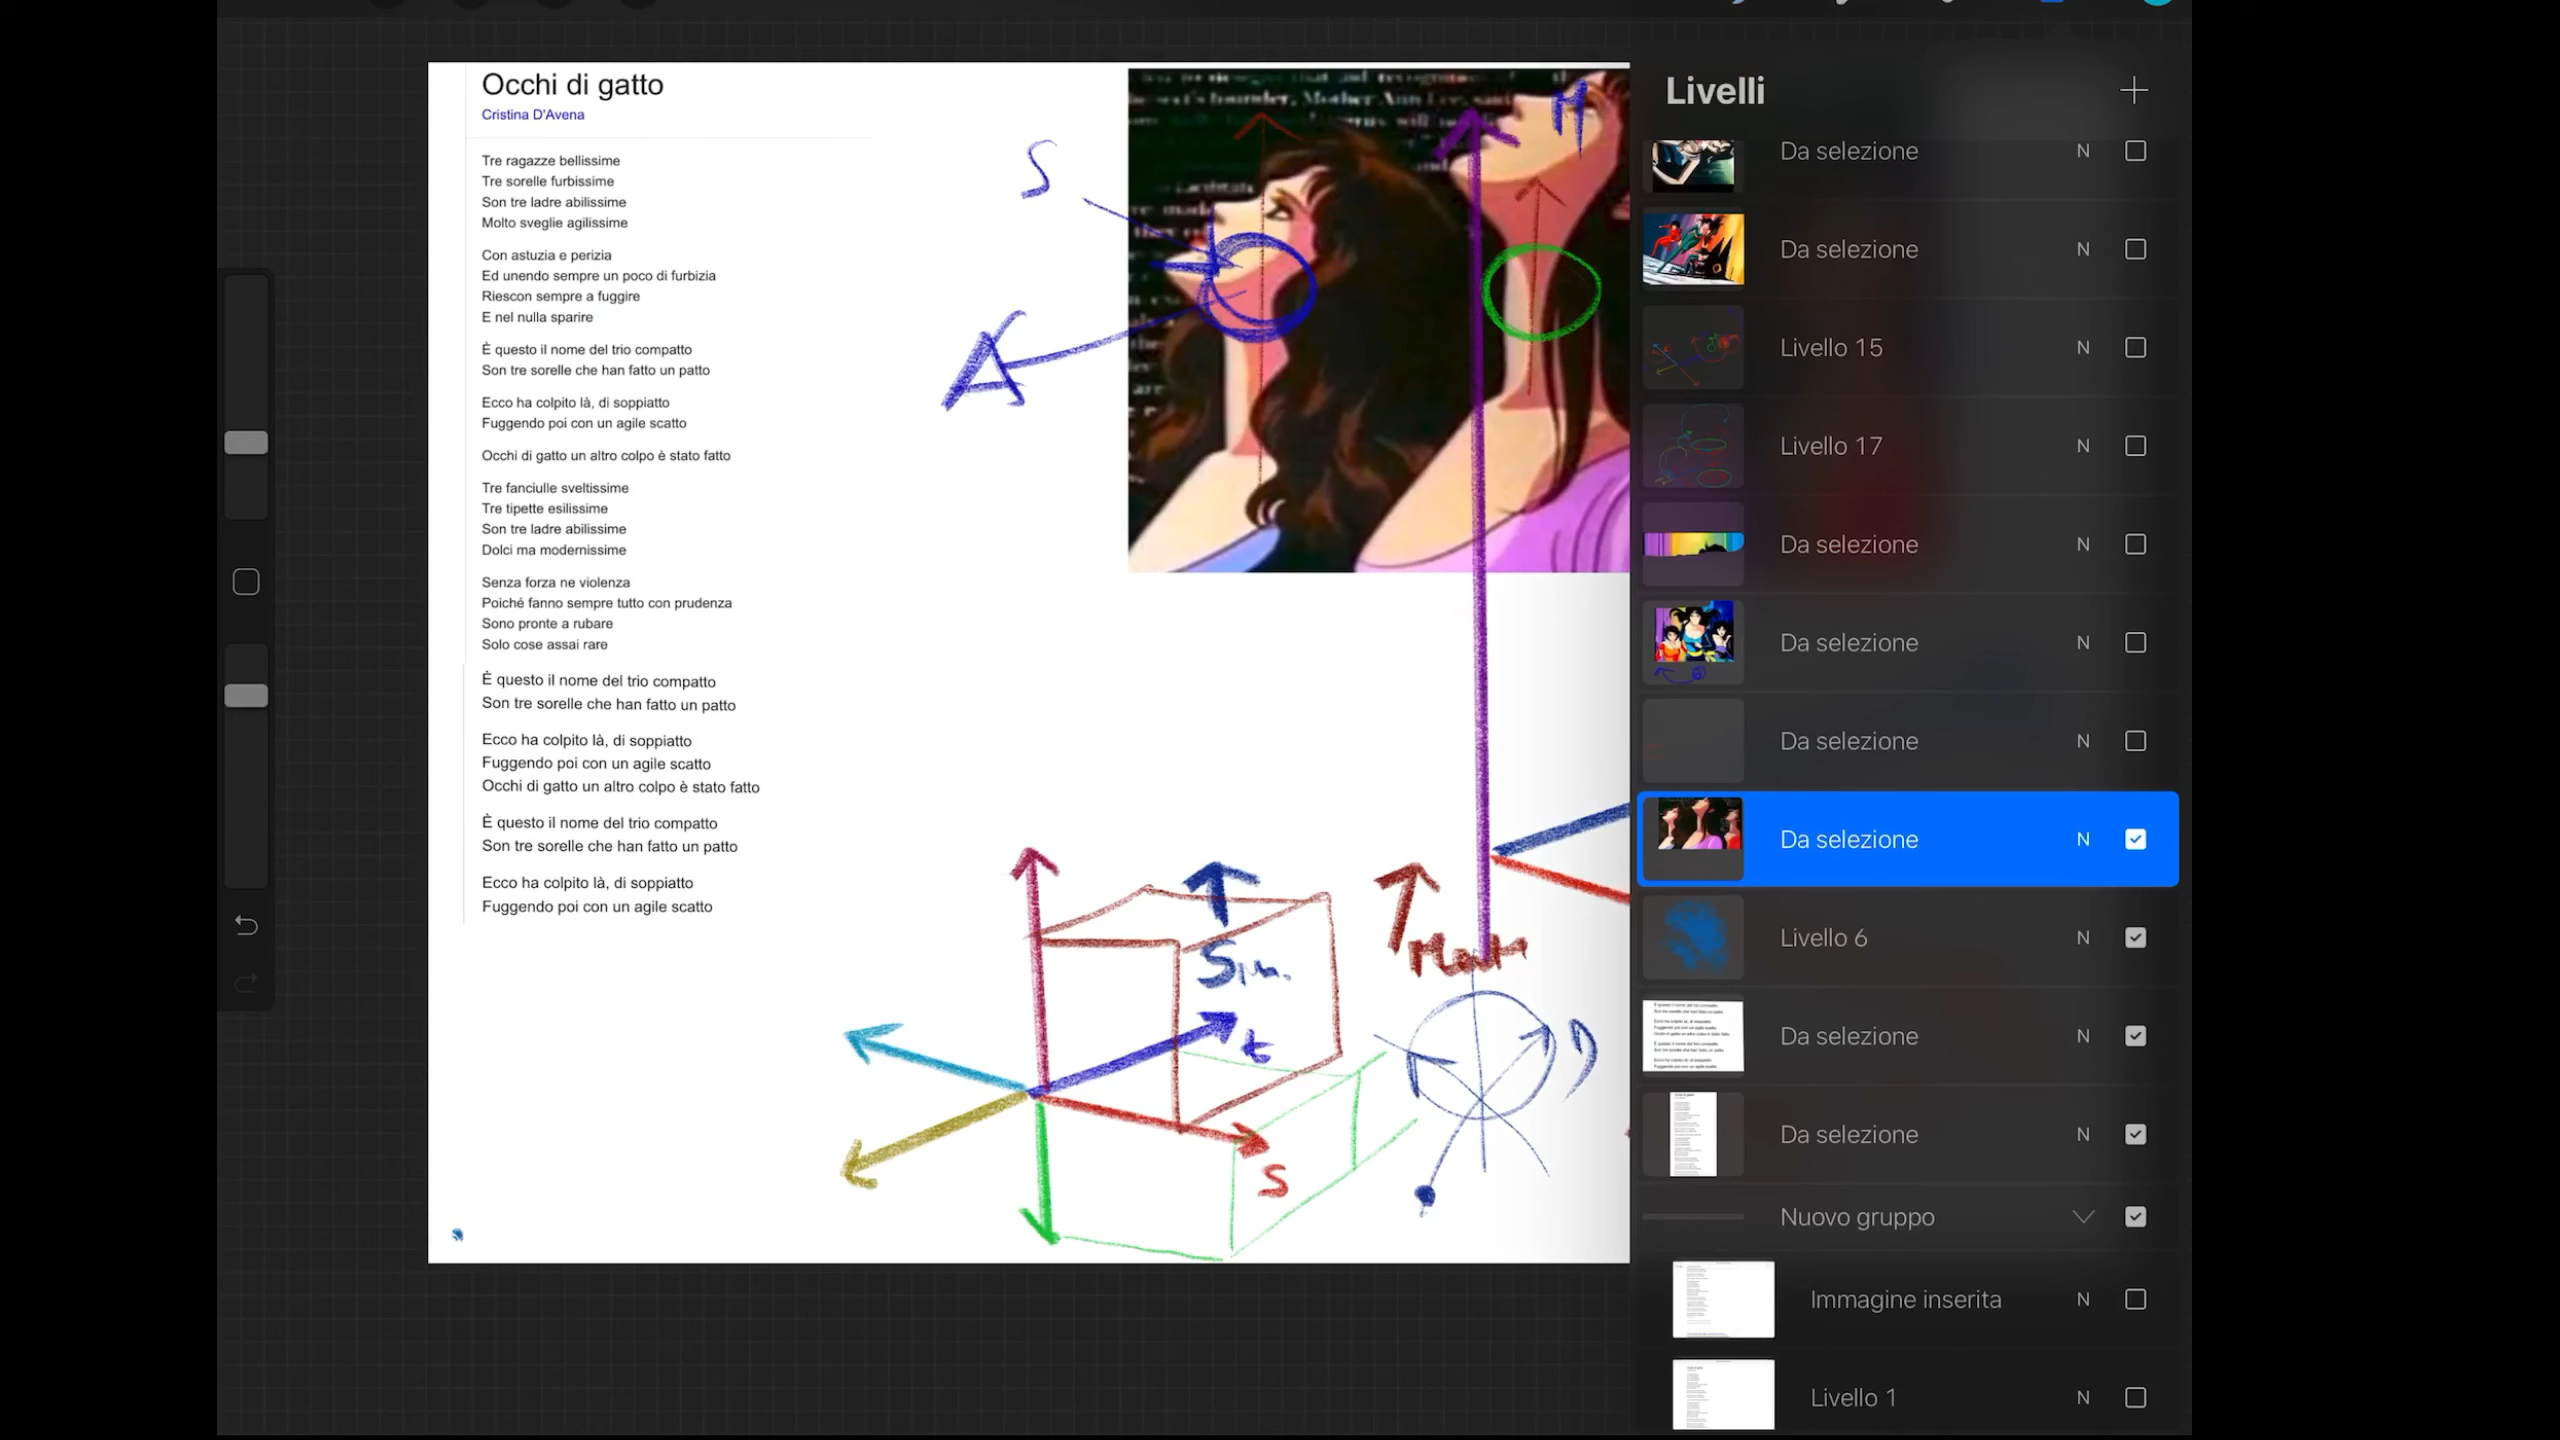 Occhi di gatto
Cristina D'Avena
Tre ragazze bellissime
Tre sorelle furbissime
Son tre ladre abilissime
Molto sveglie agilissime
Con astuzia e perizia
Ed unendo sempre un poco di furbizia
Riescon sempre a fuggire
E nel nulla sparire
È questo il nome del trio compatto
Son tre sorelle che han fatto un patto
Ecco ha colpito là, di soppiatto
Fuggendo poi con un agile scatto
Occhi di gatto un altro colpo è stato fatto
Tre fanciulle sveltissime
Tre tipette esilissime
Son tre ladre abilissime
Dolci ma modernissime
Senza forza ne violenza
Poiché fanno sempre tutto con prudenza
Sono pronte a rubare
Solo cose assai rare
È questo il nome del trio compatto
Son tre sorelle che han fatto un patto
Ecco ha colpito là, di soppiatto
Fuggendo poi con un agile scatto
Occhi di gatto un altro colpo è stato fatto
È questo il nome del trio compatto
Son tre sorelle che han fatto un patto
Ecco ha colpito là, di soppiatto
Fuggendo poi con un agile scatto
founder, Mother Ann Lee
S
A
M
t
S
Livelli
Da selezione N
Da selezione N
Livello 15 N
Livello 17 N
Da selezione N
Da selezione N
Da selezione N
Da selezione N
Livello 6 N
Da selezione N
Da selezione N
Nuovo gruppo
Immagine inserita N
Livello 1 N